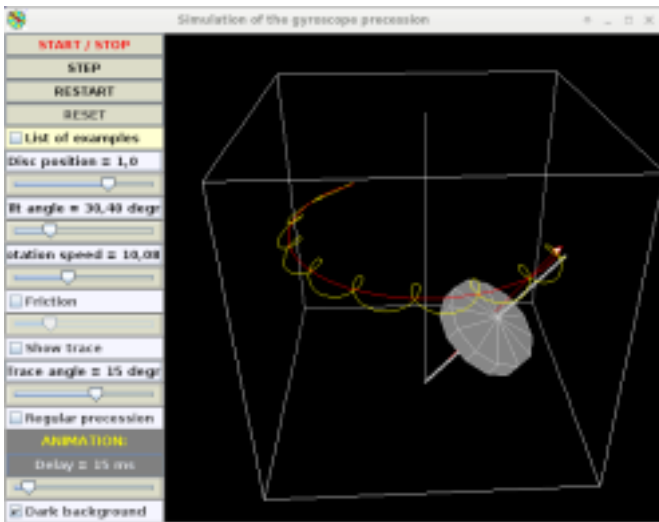 Simulation of the gyroscope precession
START / STOP
STEP
RESTART
RESET
List of examples
Disc position = 1,0
ilt angle = 30,40 degr
otation speed = 10,08
Friction
Show trace
Trace angle = 15 degr
Regular precession
ANIMATION:
Delay = 15 ms
Dark background